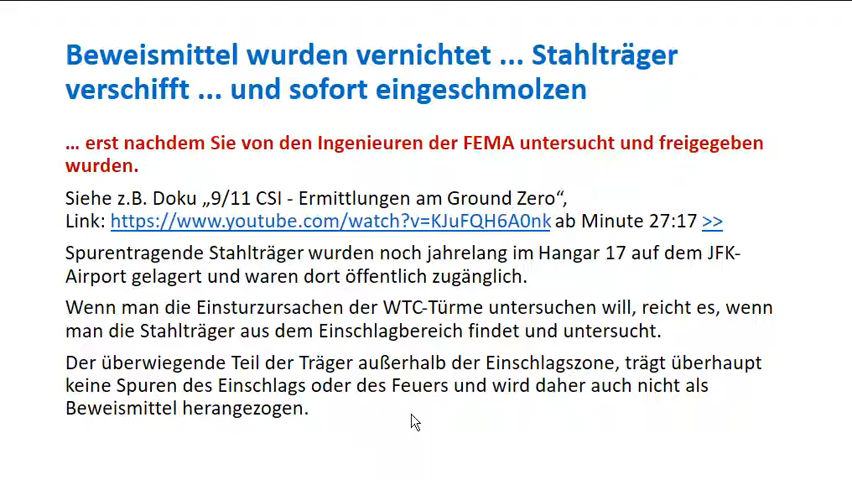 Beweismittel wurden vernichtet ... Stahlträger
verschifft ... und sofort eingeschmolzen
... erst nachdem Sie von den Ingenieuren der FEMA untersucht und freigegeben
wurden.
Siehe z.B. Doku „9/11 CSI - Ermittlungen am Ground Zero“,
Link: https://www.youtube.com/watch?v=KJuFQH6A0nk ab Minute 27:17 >>
Spurentragende Stahlträger wurden noch jahrelang im Hangar 17 auf dem JFK-
Airport gelagert und waren dort öffentlich zugänglich.
Wenn man die Einsturzursachen der WTC-Türme untersuchen will, reicht es, wenn
man die Stahlträger aus dem Einschlagbereich findet und untersucht.
Der überwiegende Teil der Träger außerhalb der Einschlagszone, trägt überhaupt
keine Spuren des Einschlags oder des Feuers und wird daher auch nicht als
Beweismittel herangezogen.